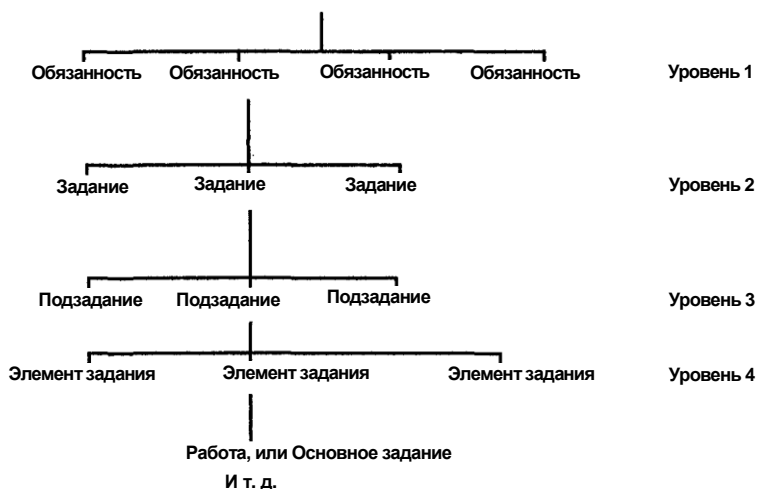 Обязанность Обязанность Обязанность Обязанность Уровень 1
Задание Задание Задание Уровень 2
Подзадание Подзадание Подзадание Уровень 3
Элемент задания Элемент задания Элемент задания Уровень 4
Работа, или Основное задание
И т. д.